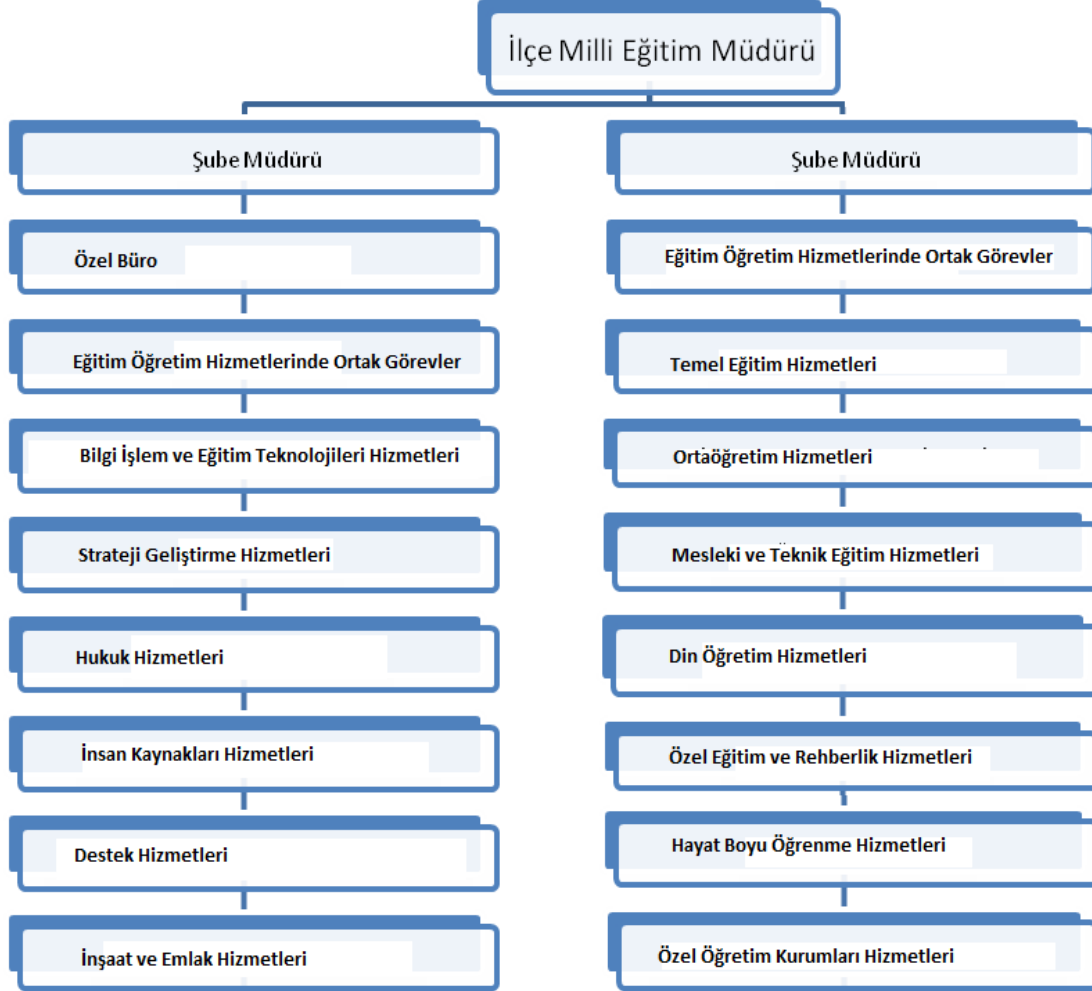 İlçe Milli Eğitim Müdürü
Şube Müdürü
Özel Büro
Eğitim Öğretim Hizmetlerinde Ortak Görevler
Bilgi İşlem ve Eğitim Teknolojileri Hizmetleri
Strateji Geliştirme Hizmetleri
Hukuk Hizmetleri
İnsan Kaynakları Hizmetleri
Destek Hizmetleri
İnşaat ve Emlak Hizmetleri
Şube Müdürü
Eğitim Öğretim Hizmetlerinde Ortak Görevler
Temel Eğitim Hizmetleri
Ortaöğretim Hizmetleri
Mesleki ve Teknik Eğitim Hizmetleri
Din Öğretim Hizmetleri
Özel Eğitim ve Rehberlik Hizmetleri
Hayat Boyu Öğrenme Hizmetleri
Özel Öğretim Kurumları Hizmetleri